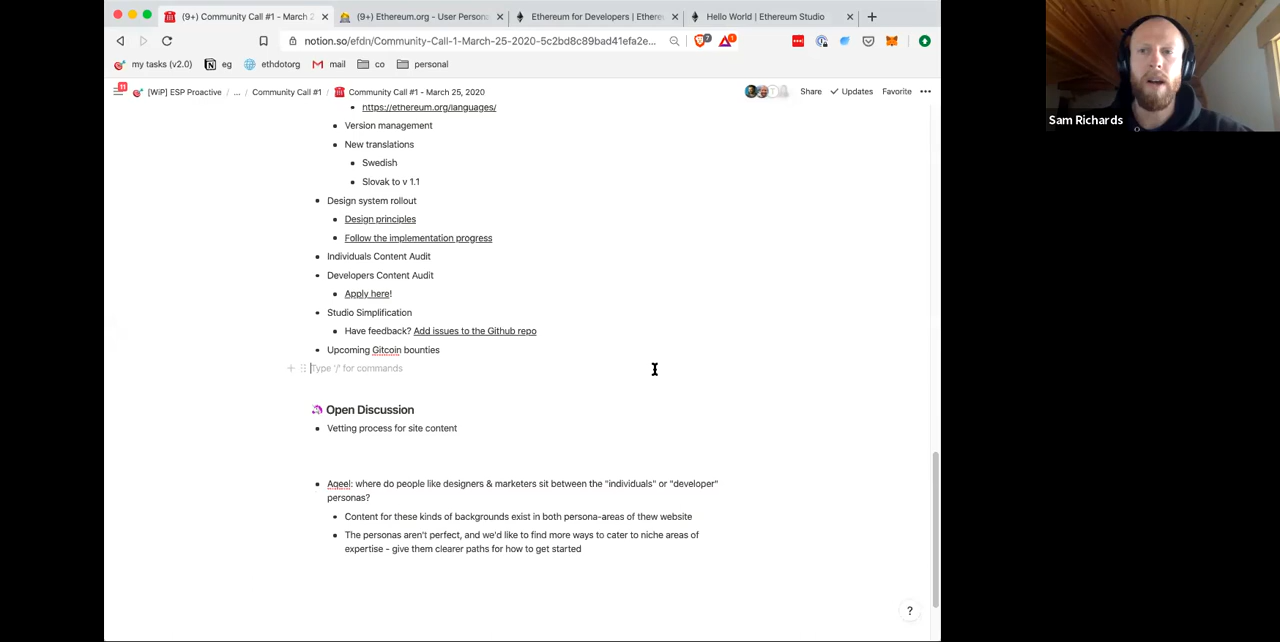 (9+) Community Call #1 - March 2
(9+) Ethereum.org - User Persona
Ethereum for Developers | Ethere
Hello World | Ethereum Studio
notion.so/efdn/Community-Call-1-March-25-2020-5c2bd8c89bad41efa2e...
7
1
my tasks (v2.0)
eg
ethdotorg
mail
co
personal
11
[WiP] ESP Proactive / ... / Community Call #1 / Community Call #1 - March 25, 2020
Share
Updates
Favorite
https://ethereum.org/languages/
Version management
New translations
Swedish
Slovak to v 1.1
Design system rollout
Design principles
Follow the implementation progress
Individuals Content Audit
Developers Content Audit
Apply here!
Studio Simplification
Have feedback? Add issues to the Github repo
Upcoming Gitcoin bounties
Type '/' for commands
Open Discussion
Vetting process for site content
Aqeel: where do people like designers & marketers sit between the "individuals" or "developer"
personas?
Content for these kinds of backgrounds exist in both persona-areas of thew website
The personas aren't perfect, and we'd like to find more ways to cater to niche areas of
expertise - give them clearer paths for how to get started
?
Sam Richards